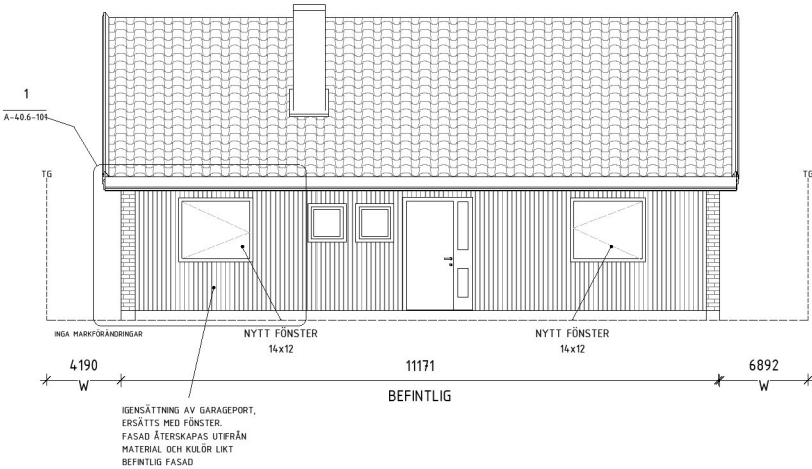 1
A-40.6-101
TG
TG
INGA MARKFÖRÄNDRINGAR
NYTT FÖNSTER
14x12
NYTT FÖNSTER
14x12
4190
W
11171
6892
W
BEFINTLIG
IGENSÄTTNING AV GARAGEPORT,
ERSÄTTS MED FÖNSTER.
FASAD ÅTERSKAPAS UTIFRÅN
MATERIAL OCH KULÖR LIKT
BEFINTLIG FASAD